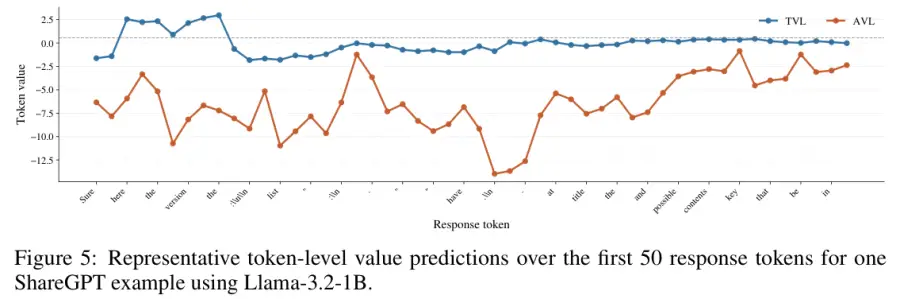 TVL AVL
2.5
0.0
−2.5
−5.0
−7.5
−10.0
−12.5
Token value
Sure here the version the :\n\n\n list " :\\n . " " have .\\n . at title the and possible contents key that be in
Response token
Figure 5: Representative token-level value predictions over the first 50 response tokens for one
ShareGPT example using Llama-3.2-1B.